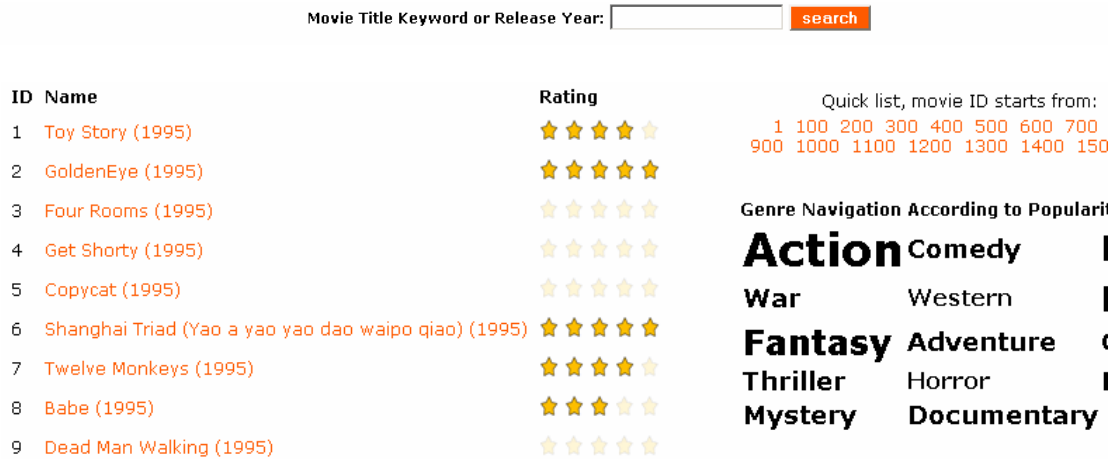 Movie Title Keyword or Release Year: search
ID Name Rating
1 Toy Story (1995)
2 GoldenEye (1995)
3 Four Rooms (1995)
4 Get Shorty (1995)
5 Copycat (1995)
6 Shanghai Triad (Yao a yao yao dao waipo qiao) (1995)
7 Twelve Monkeys (1995)
8 Babe (1995)
9 Dead Man Walking (1995)
Quick list, movie ID starts from:
1 100 200 300 400 500 600 700
900 1000 1100 1200 1300 1400 150
Genre Navigation According to Popularit
Action Comedy
War Western
Fantasy Adventure
Thriller Horror
Mystery Documentary